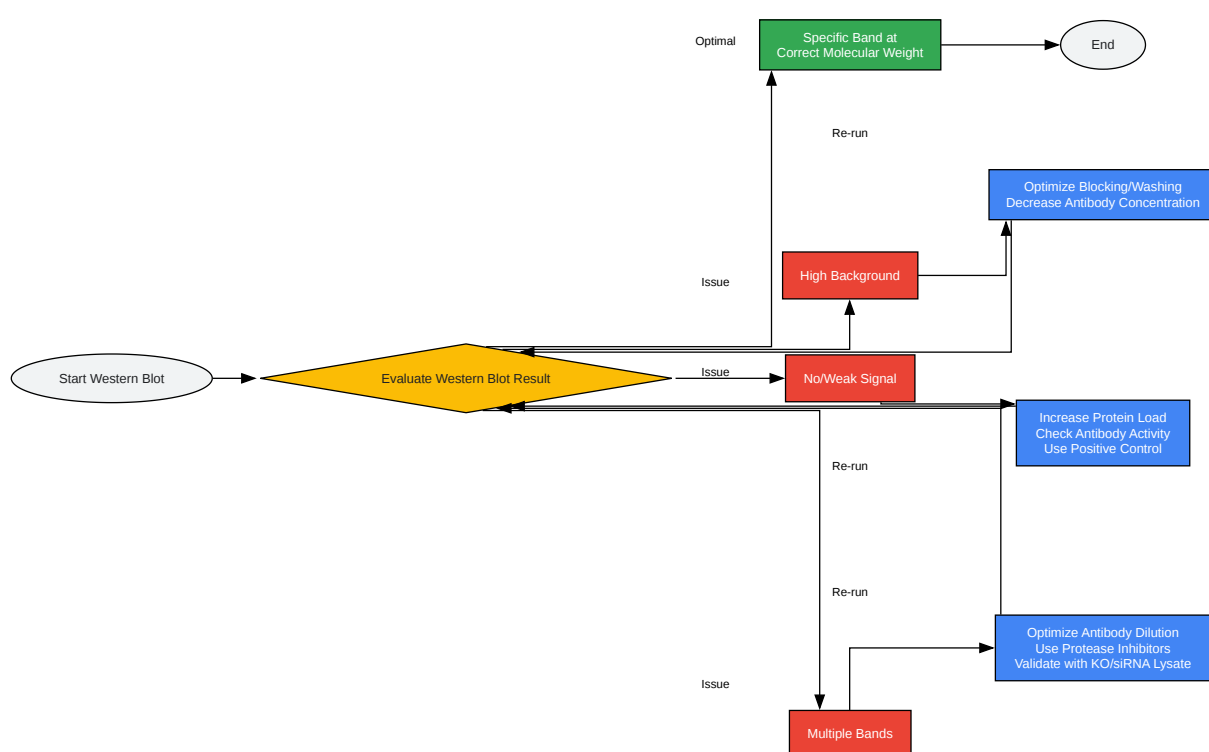 Optimal
Specific Band at
Correct Molecular Weight
End
Re-run
Optimize Blocking/Washing
Decrease Antibody Concentration
High Background
Issue
Start Western Blot
Evaluate Western Blot Result
Issue
No/Weak Signal
Increase Protein Load
Check Antibody Activity
Use Positive Control
Re-run
Re-run
Optimize Antibody Dilution
Use Protease Inhibitors
Validate with KO/siRNA Lysate
Issue
Multiple Bands